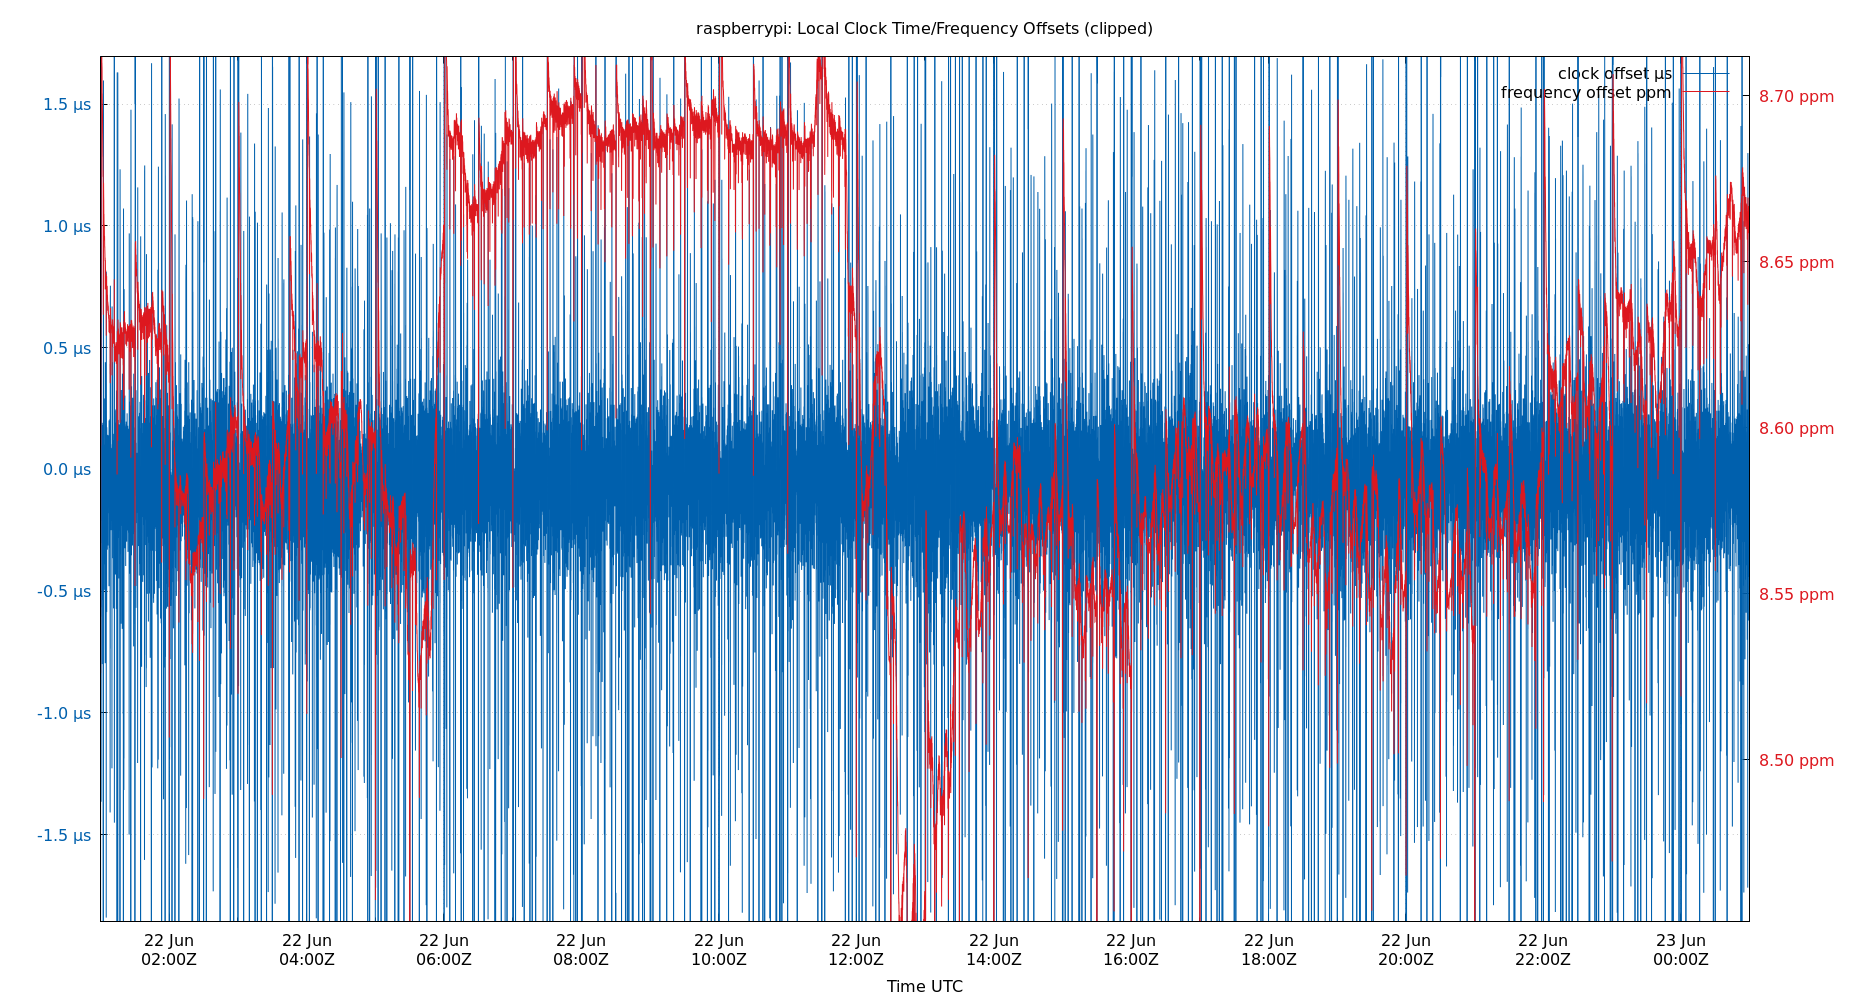 raspberrypi: Local Clock Time/Frequency Offsets (clipped)
clock offset µs
frequency offset ppm
1.5 µs
1.0 µs
0.5 µs
0.0 µs
-0.5 µs
-1.0 µs
-1.5 µs
8.70 ppm
8.65 ppm
8.60 ppm
8.55 ppm
8.50 ppm
22 Jun 22 Jun 22 Jun 22 Jun 22 Jun 22 Jun 22 Jun 22 Jun 22 Jun 22 Jun 22 Jun 23 Jun
02:00Z 04:00Z 06:00Z 08:00Z 10:00Z 12:00Z 14:00Z 16:00Z 18:00Z 20:00Z 22:00Z 00:00Z
Time UTC